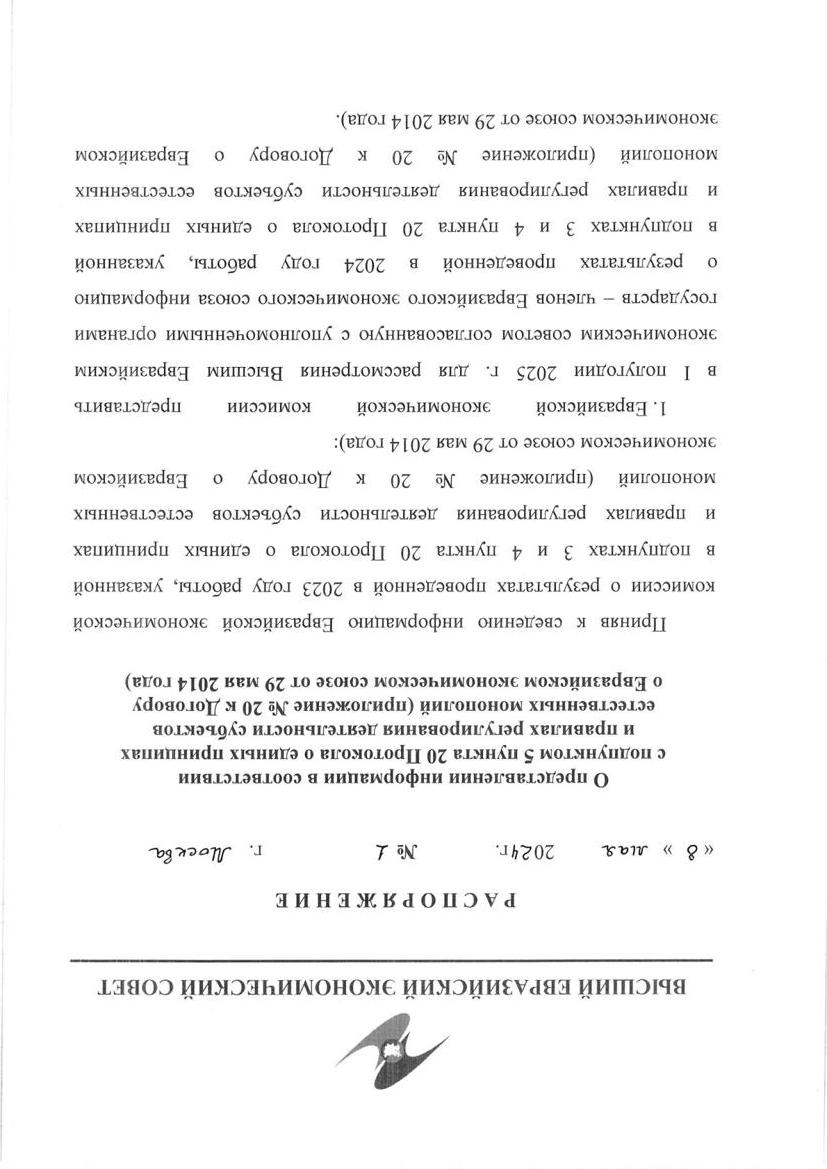 ВЫСШИЙ ЕВРАЗИЙСКИЙ ЭКОНОМИЧЕСКИЙ СОВЕТ
РАСПОРЯЖЕНИЕ
« 8 » мая 2024г. № 1 г. Москва
О представлении информации в соответствии
с подпунктом 5 пункта 20 Протокола о единых принципах
и правилах регулирования деятельности субъектов
естественных монополий (приложение № 20 к Договору
о Евразийском экономическом союзе от 29 мая 2014 года)
Приняв к сведению информацию Евразийской экономической
комиссии о результатах проведенной в 2023 году работы, указанной
в подпунктах 3 и 4 пункта 20 Протокола о единых принципах
и правилах регулирования деятельности субъектов естественных
монополий (приложение № 20 к Договору о Евразийском
экономическом союзе от 29 мая 2014 года):
1. Евразийской экономической комиссии представить
в I полугодии 2025 г. для рассмотрения Высшим Евразийским
экономическим советом согласованную с уполномоченными органами
государств – членов Евразийского экономического союза информацию
о результатах проведенной в 2024 году работы, указанной
в подпунктах 3 и 4 пункта 20 Протокола о единых принципах
и правилах регулирования деятельности субъектов естественных
монополий (приложение № 20 к Договору о Евразийском
экономическом союзе от 29 мая 2014 года).